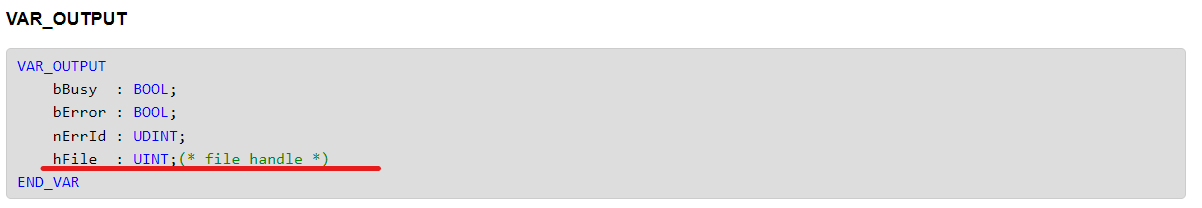 VAR_OUTPUT
VAR_OUTPUT
    bBusy  : BOOL;
    bError : BOOL;
    nErrId : UDINT;
    hFile  : UINT;(* file handle *)
END_VAR